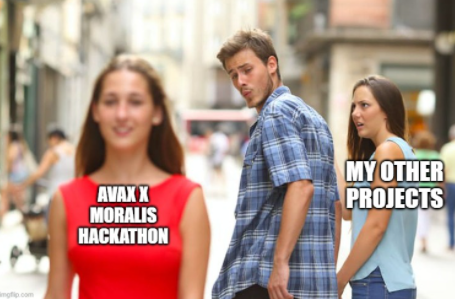 AVAX X
MORALIS
HACKATHON
MY OTHER
PROJECTS
imgflip.com